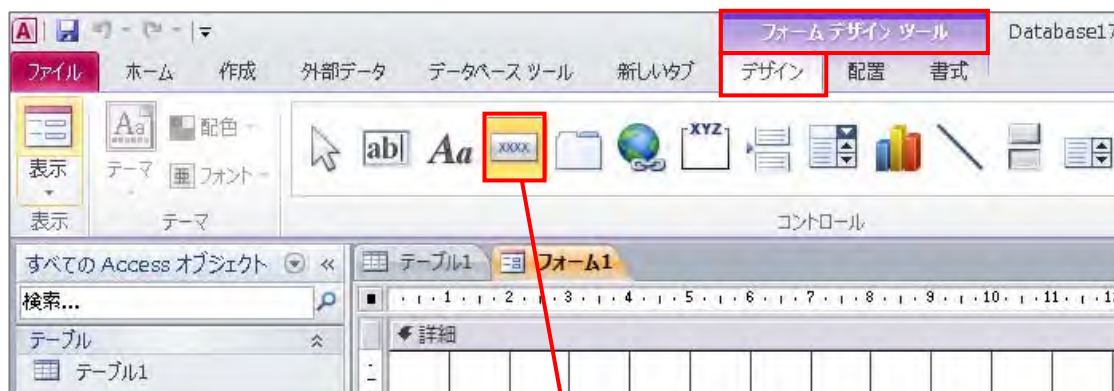 フォーム デザイン ツール Database17
ファイル ホーム 作成 外部データ データベース ツール 新しいタブ デザイン 配置 書式
A
Aa 配色
ab Aa XXXX XYZ
表示 テーマ 亜 フォント
表示 テーマ コントロール
すべての Access オブジェクト « テーブル1 フォーム1
検索... 1 2 3 4 5 6 7 8 9 10 11
テーブル 詳細
テーブル1